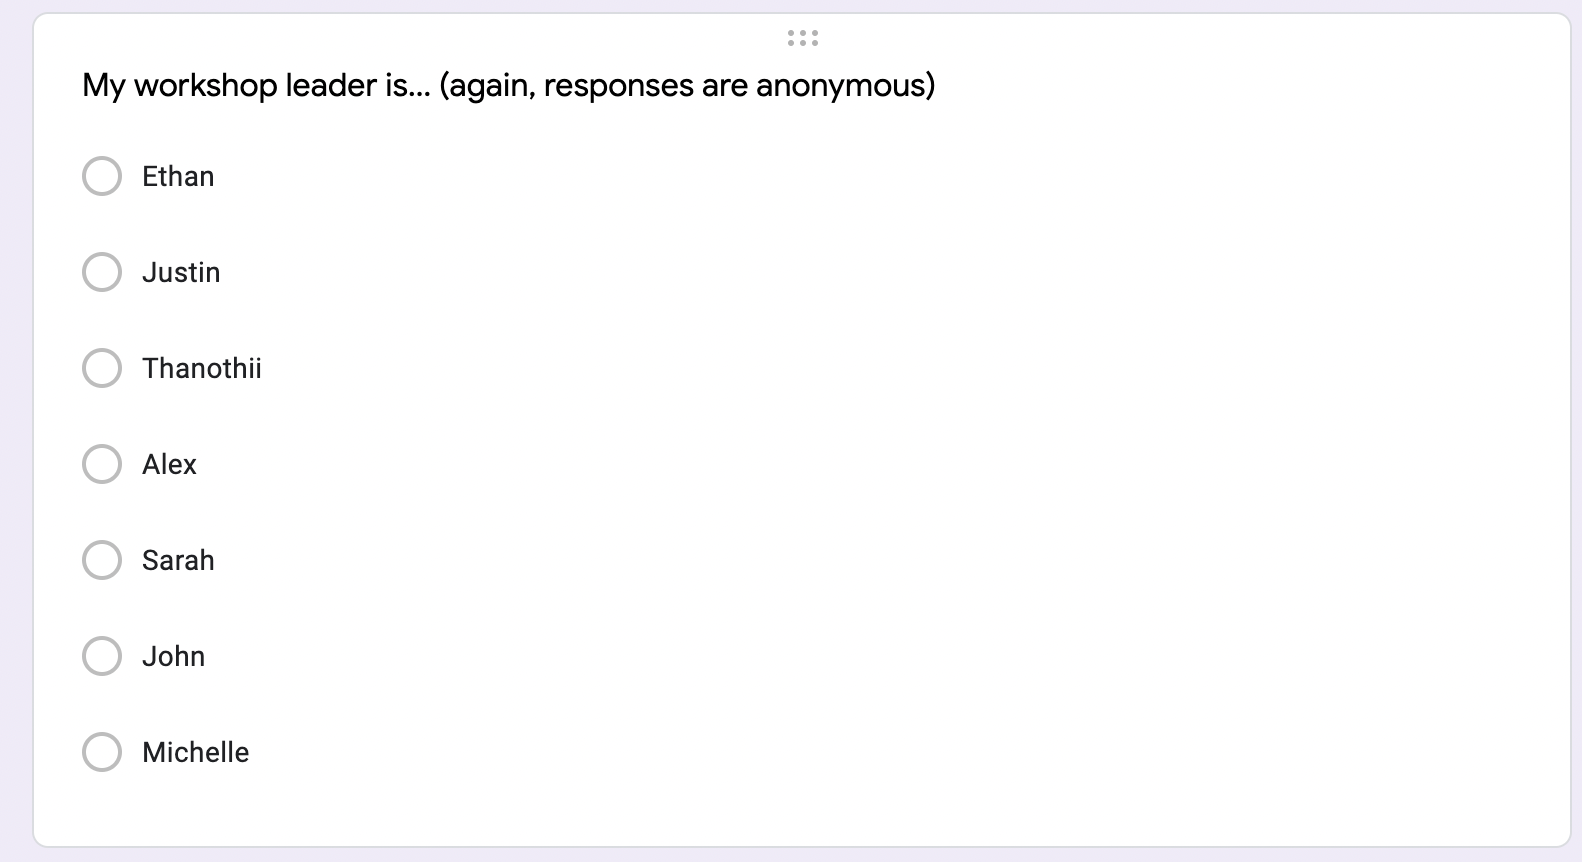 My workshop leader is... (again, responses are anonymous)
Ethan
Justin
Thanothii
Alex
Sarah
John
Michelle